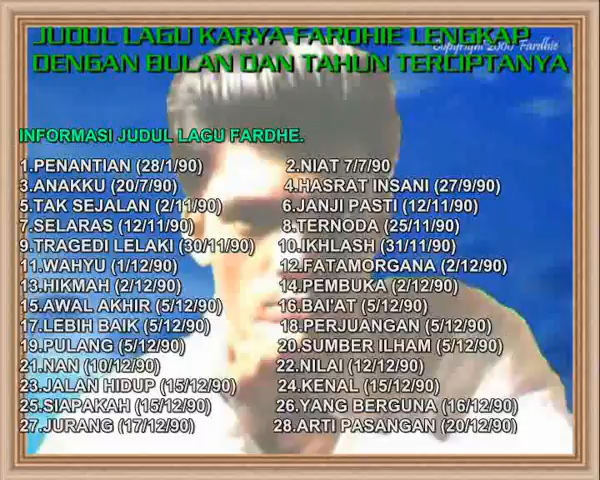 JUDUL LAGU KARYA FARDHIE LENGKAP
Copyright 2000 Fardhie
DENGAN BULAN DAN TAHUN TERCIPTANYA
INFORMASI JUDUL LAGU FARDHE.
1.PENANTIAN (28/1/90) 2.NIAT 7/7/90
3.ANAKKU (20/7/90) 4.HASRAT INSANI (27/9/90)
5.TAK SEJALAN (2/11/90) 6.JANJI PASTI (12/11/90)
7.SELARAS (12/11/90) 8.TERNODA (25/11/90)
9.TRAGEDI LELAKI (30/11/90) 10.IKHLASH (31/11/90)
11.WAHYU (1/12/90) 12.FATAMORGANA (2/12/90)
13.HIKMAH (2/12/90) 14.PEMBUKA (2/12/90)
15.AWAL AKHIR (5/12/90) 16.BAI'AT (5/12/90)
17.LEBIH BAIK (5/12/90) 18.PERJUANGAN (5/12/90)
19.PULANG (5/12/90) 20.SUMBER ILHAM (5/12/90)
21.NAN (10/12/90) 22.NILAI (12/12/90)
23.JALAN HIDUP (15/12/90) 24.KENAL (15/12/90)
25.SIAPAKAH (15/12/90) 26.YANG BERGUNA (16/12/90)
27.JURANG (17/12/90) 28.ARTI PASANGAN (20/12/90)